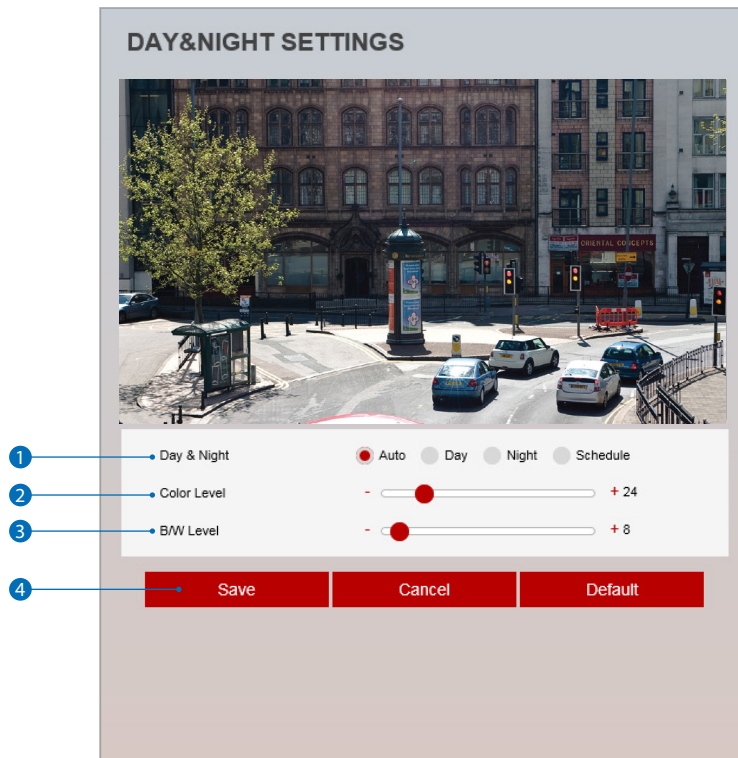 DAY&NIGHT SETTINGS
ORIENTAL CONCEPTS
1 Day & Night Auto Day Night Schedule
2 Color Level - + 24
3 B/W Level - + 8
4 Save Cancel Default